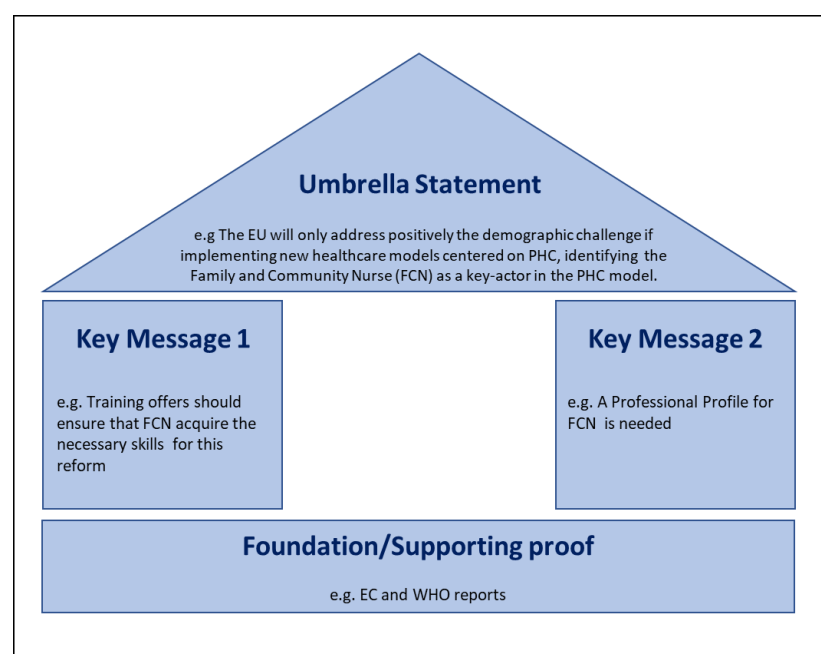 Umbrella Statement
e.g The EU will only address positively the demographic challenge if
implementing new healthcare models centered on PHC, identifying the
Family and Community Nurse (FCN) as a key-actor in the PHC model.
Key Message 1
e.g. Training offers should
ensure that FCN acquire the
necessary skills for this
reform
Key Message 2
e.g. A Professional Profile for
FCN is needed
Foundation/Supporting proof
e.g. EC and WHO reports